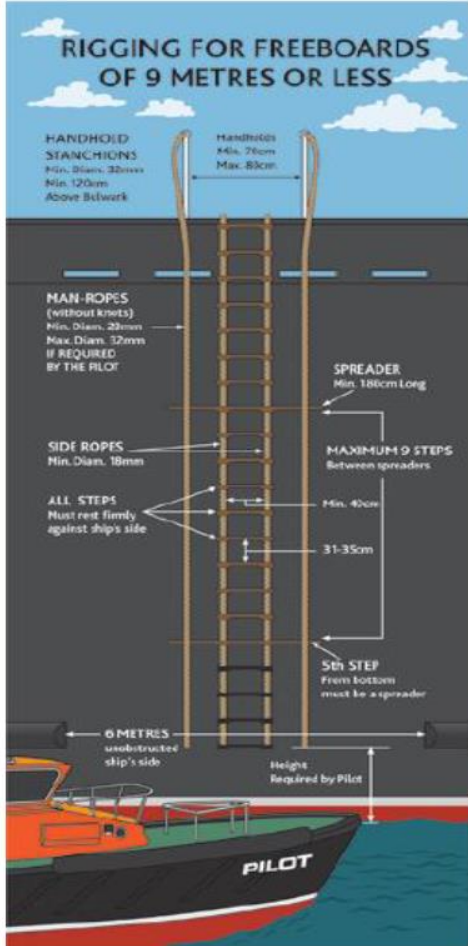 RIGGING FOR FREEBOARDS
OF 9 METRES OR LESS
HANDHOLD
STANCHIONS
Min. Diam. 32mm
Min. 120cm
Above Bulwark
Handholds
Min. 70cm
Max. 80cm
MAN-ROPES
(without knots)
Min. Diam. 28mm
Max. Diam. 32mm
IF REQUIRED
BY THE PILOT
SPREADER
Min. 180cm Long
SIDE ROPES
Min. Diam. 18mm
MAXIMUM 9 STEPS
Between spreaders
ALL STEPS
Must rest firmly
against ship's side
Min. 40cm
31-35cm
5th STEP
From bottom
must be a spreader
6 METRES
unobstructed
ship's side
Height
Required by Pilot
PILOT